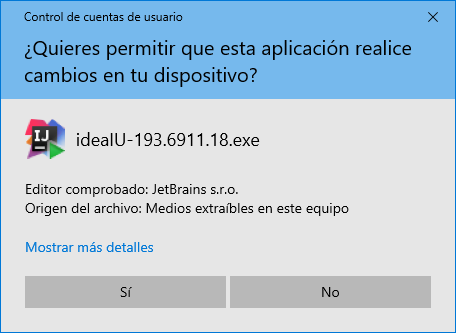 Control de cuentas de usuario
¿Quieres permitir que esta aplicación realice
cambios en tu dispositivo?
IJ
ideaIU-193.6911.18.exe
Editor comprobado: JetBrains s.r.o.
Origen del archivo: Medios extraíbles en este equipo
Mostrar más detalles
Sí
No